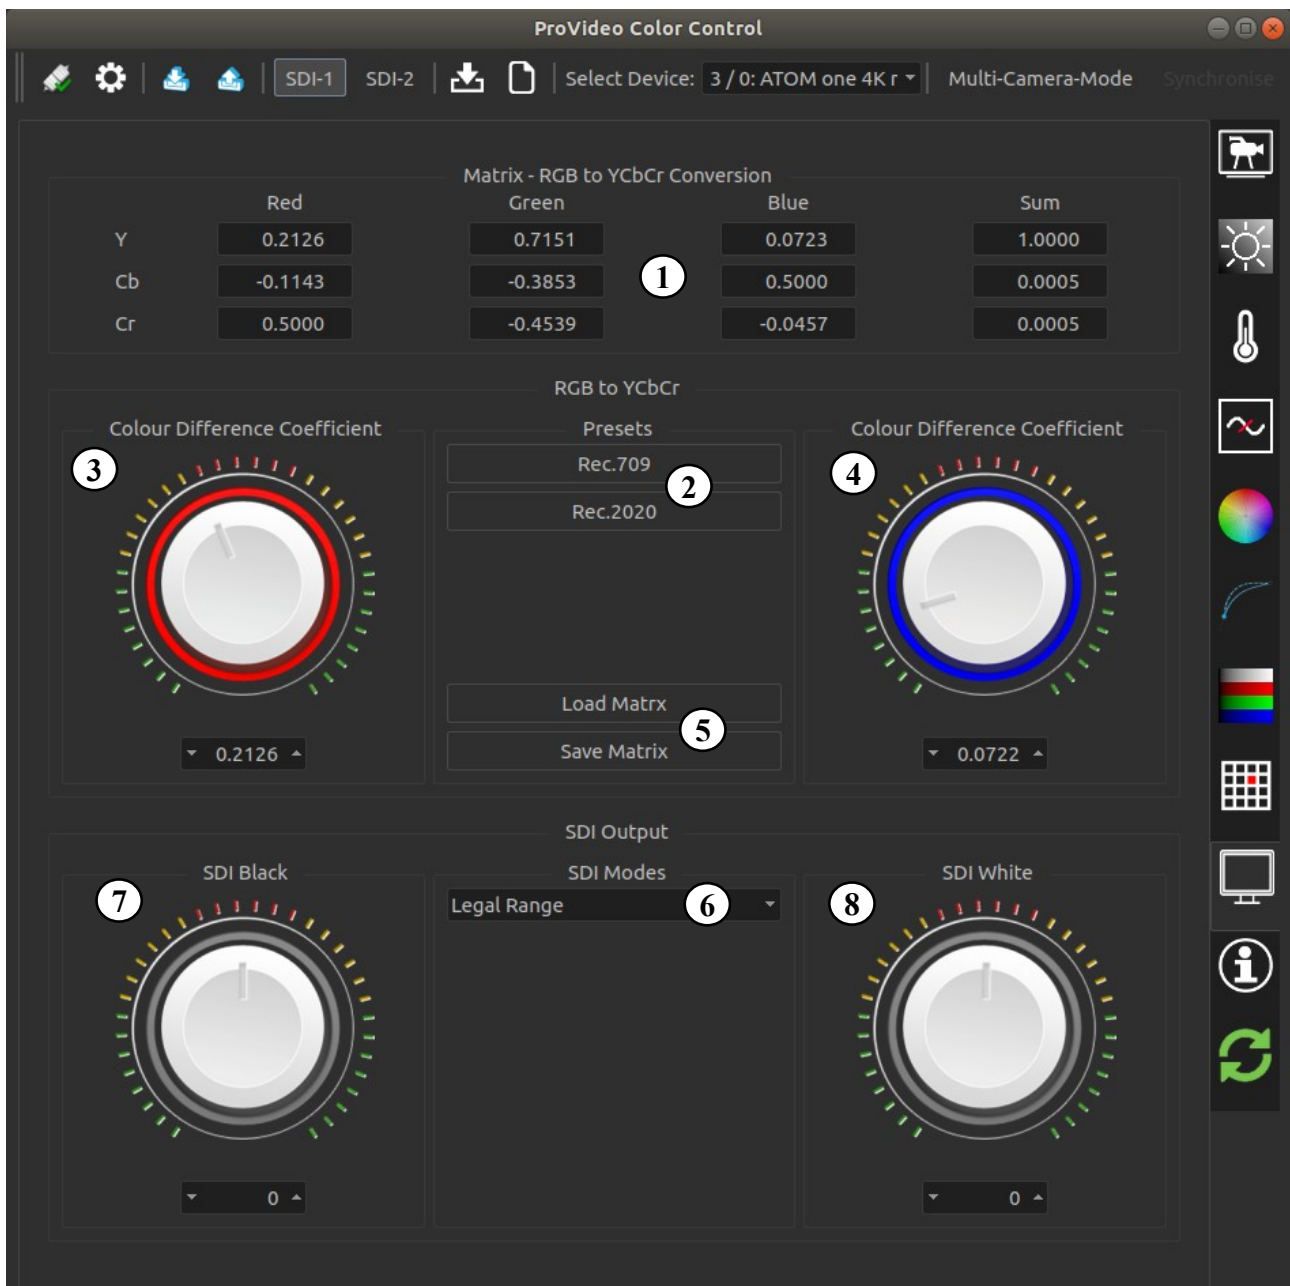 ProVideo Color Control
SDI-1 SDI-2 Select Device: 3 / 0: ATOM one 4K r Multi-Camera-Mode Synchronise
Matrix - RGB to YCbCr Conversion
Red Green Blue Sum
Y 0.2126 0.7151 0.0723 1.0000
Cb -0.1143 -0.3853 0.5000 0.0005
1
Cr 0.5000 -0.4539 -0.0457 0.0005
RGB to YCbCr
Colour Difference Coefficient Presets Colour Difference Coefficient
3 Rec.709 4
2
Rec.2020
Load Matrx
5
0.2126 Save Matrix 0.0722
SDI Output
SDI Black SDI Modes SDI White
7 Legal Range 6 8
0 0